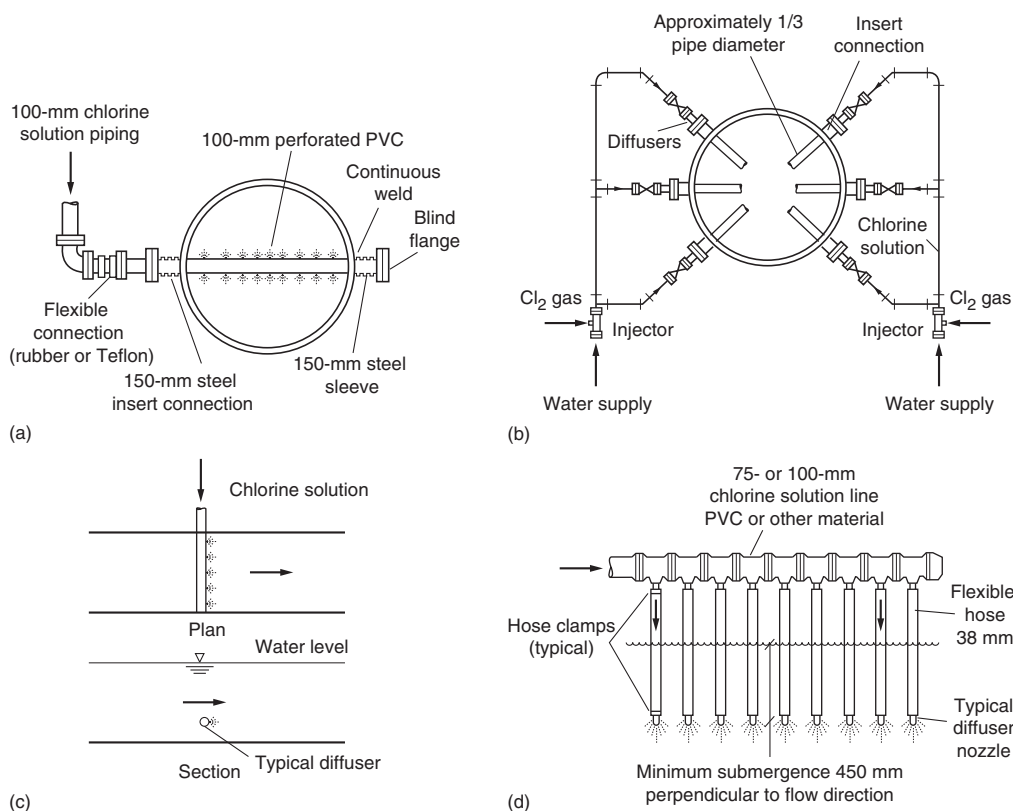 100-mm chlorine
solution piping
100-mm perforated PVC
Continuous
weld
Blind
flange
Flexible
connection
(rubber or Teflon)
150-mm steel
insert connection
150-mm steel
sleeve
(a)
Approximately 1/3
pipe diameter
Insert
connection
Diffusers
Chlorine
solution
Cl2 gas
Injector
Water supply
Cl2 gas
Injector
Water supply
(b)
Chlorine solution
Plan
Water level
Typical diffuser
Section
(c)
75- or 100-mm
chlorine solution line
PVC or other material
Flexible
hose
38 mm
Hose clamps
(typical)
Typical
diffuser
nozzle
Minimum submergence 450 mm
perpendicular to flow direction
(d)